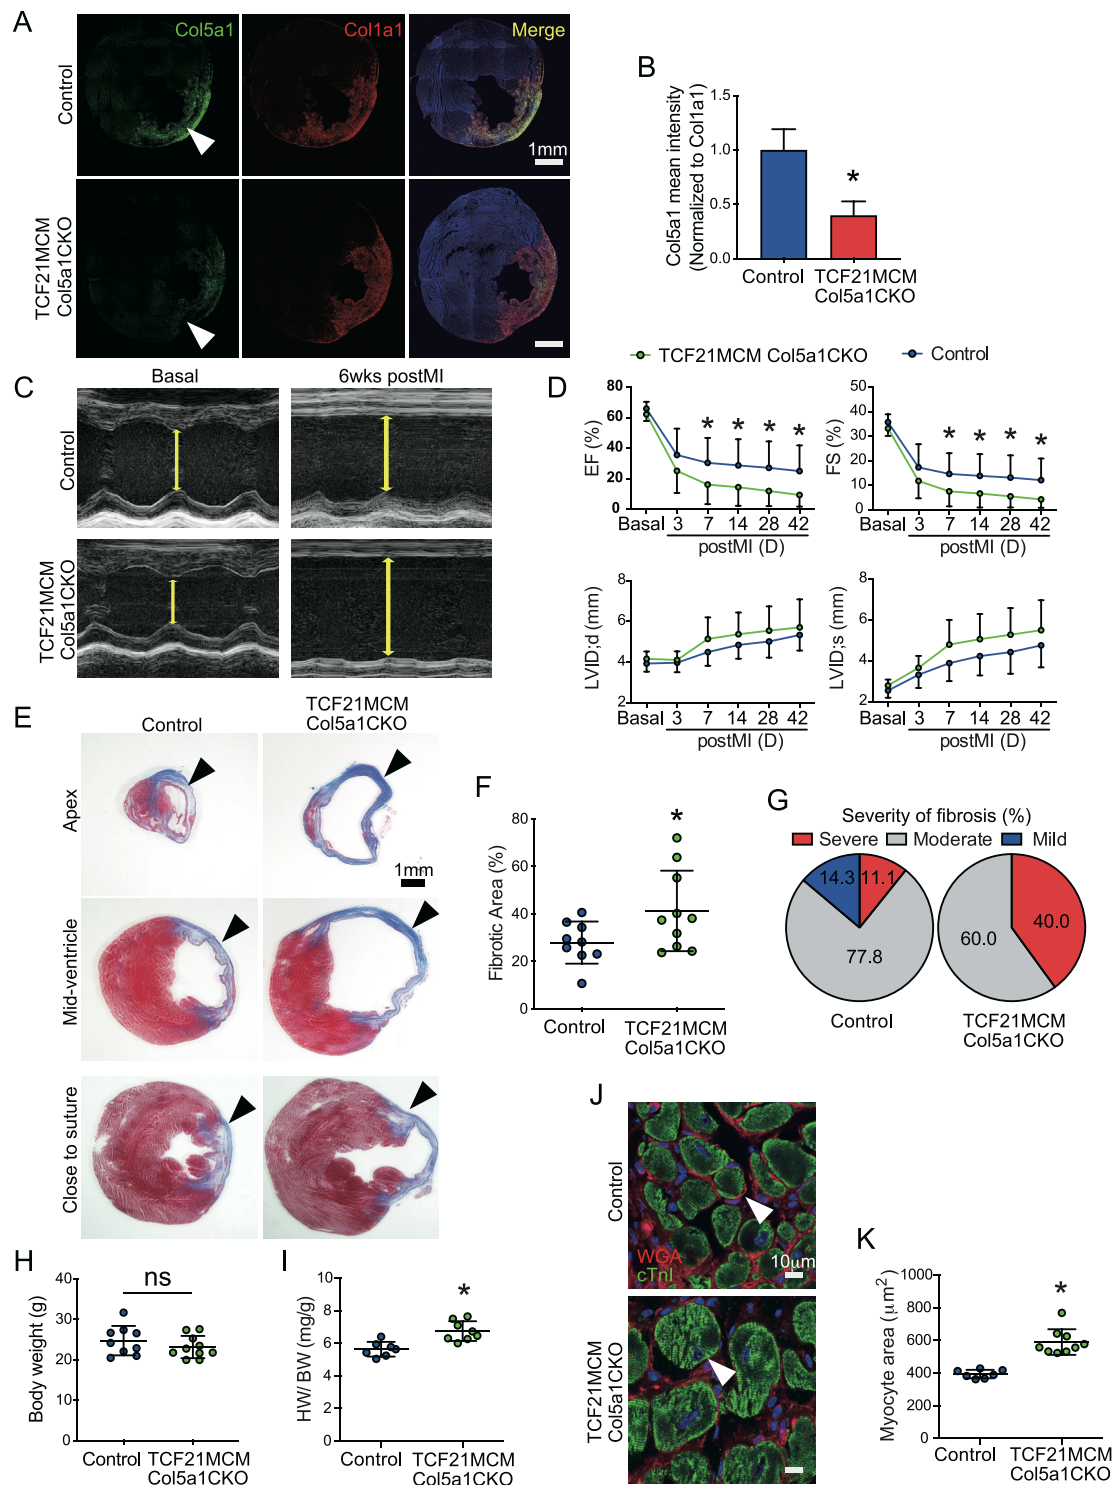 A
Col5a1
Col1a1
Merge
Control
1mm
TCF21MCM
Col5a1CKO
B
Col5a1 mean intensity
(Normalized to Col1a1)
1.5
1.0
0.5
0.0
*
Control
TCF21MCM
Col5a1CKO
C
Basal
6wks postMI
Control
TCF21MCM
Col5a1CKO
TCF21MCM Col5a1CKO
Control
D
EF (%)
80
60
40
20
0
* * * *
Basal 3 7 14 28 42
postMI (D)
FS (%)
50
40
30
20
10
0
* * * *
Basal 3 7 14 28 42
postMI (D)
LVID;d (mm)
8
6
4
2
Basal 3 7 14 28 42
postMI (D)
LVID;s (mm)
8
6
4
2
Basal 3 7 14 28 42
postMI (D)
E
Control
TCF21MCM
Col5a1CKO
Apex
1mm
Mid-ventricle
Close to suture
F
Fibrotic Area (%)
80
60
40
20
0
*
Control
TCF21MCM
Col5a1CKO
G
Severity of fibrosis (%)
Severe Moderate Mild
14.3
11.1
77.8
Control
60.0
40.0
TCF21MCM
Col5a1CKO
H
Body weight (g)
40
30
20
10
0
ns
Control
TCF21MCM
Col5a1CKO
I
HW/ BW (mg/g)
10
8
6
4
2
0
*
Control
TCF21MCM
Col5a1CKO
J
Control
WGA
cTnI
10µm
TCF21MCM
Col5a1CKO
K
Myocyte area (µm²)
1000
800
600
400
200
0
*
Control
TCF21MCM
Col5a1CKO